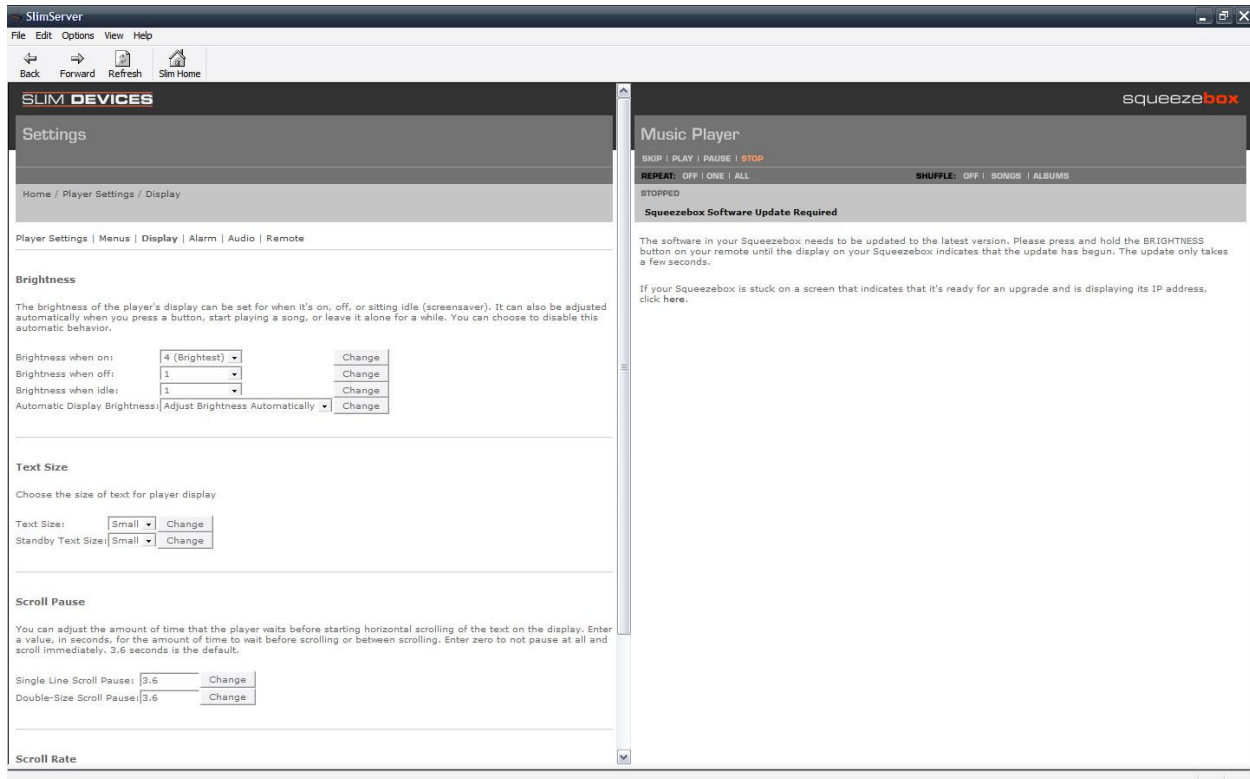 SlimServer
File Edit Options View Help
Back Forward Refresh Slim Home
SLIM DEVICES
Settings
Home / Player Settings / Display
Player Settings | Menus | Display | Alarm | Audio | Remote
Brightness
The brightness of the player's display can be set for when it's on, off, or sitting idle (screensaver). It can also be adjusted
automatically when you press a button, start playing a song, or leave it alone for a while. You can choose to disable this
automatic behavior.
Brightness when on: 4 (Brightest) Change
Brightness when off: 1 Change
Brightness when idle: 1 Change
Automatic Display Brightness: Adjust Brightness Automatically Change
Text Size
Choose the size of text for player display
Text Size: Small Change
Standby Text Size: Small Change
Scroll Pause
You can adjust the amount of time that the player waits before starting horizontal scrolling of the text on the display. Enter
a value, in seconds, for the amount of time to wait before scrolling or between scrolling. Enter zero to not pause at all and
scroll immediately. 3.6 seconds is the default.
Single Line Scroll Pause: 3.6 Change
Double-Size Scroll Pause: 3.6 Change
Scroll Rate
squeezebox
Music Player
SKIP | PLAY | PAUSE | STOP
REPEAT: OFF | ONE | ALL SHUFFLE: OFF | SONGS | ALBUMS
STOPPED
Squeezebox Software Update Required
The software in your Squeezebox needs to be updated to the latest version. Please press and hold the BRIGHTNESS
button on your remote until the display on your Squeezebox indicates that the update has begun. The update only takes
a few seconds.
If your Squeezebox is stuck on a screen that indicates that it's ready for an upgrade and is displaying its IP address,
click here.